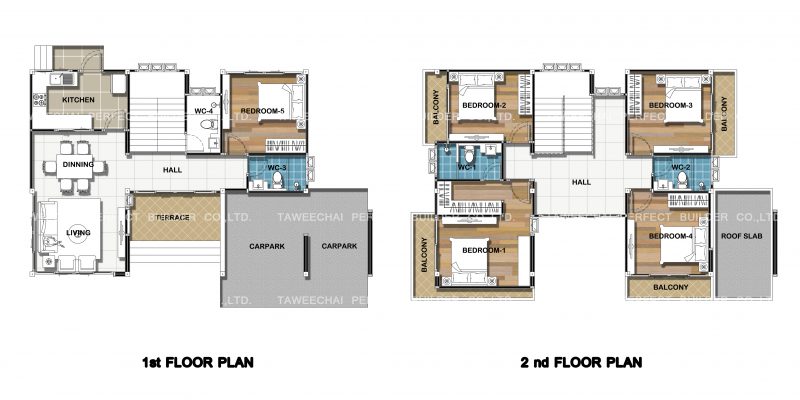 KITCHEN
WC-4
BEDROOM-5
DINNING
HALL
WC-3
LIVING
TERRACE
CARPARK
CARPARK
1st FLOOR PLAN
BALCONY
BEDROOM-2
BEDROOM-3
BALCONY
WC-1
HALL
WC-2
BALCONY
BEDROOM-1
BEDROOM-4
ROOF SLAB
BALCONY
2 nd FLOOR PLAN
TAWEECHAI PERFECT BUILDER CO.,LTD.